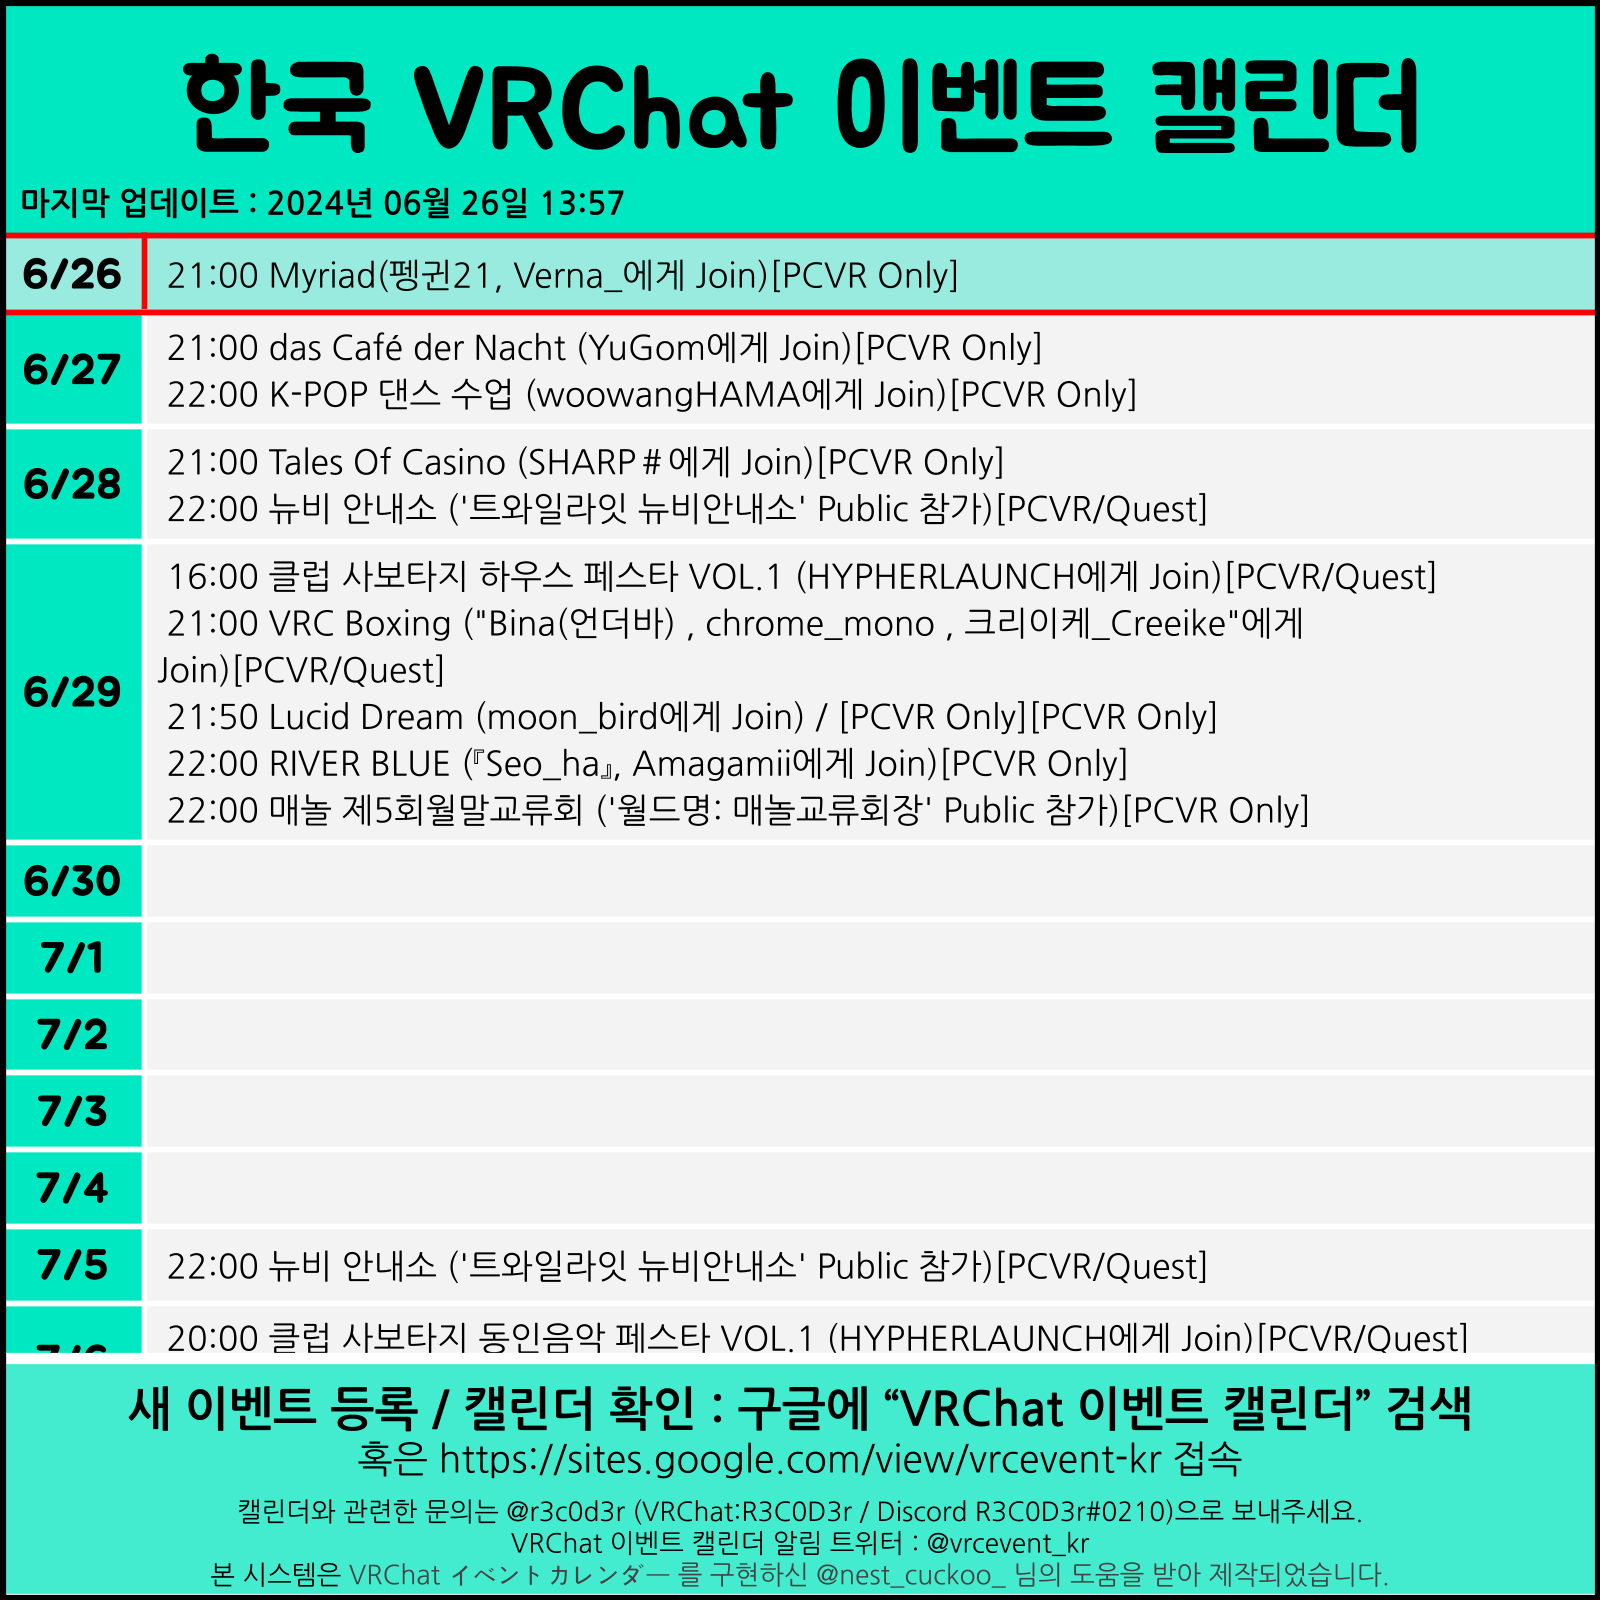 한국 VRChat 이벤트 캘린더
마지막 업데이트 : 2024년 06월 26일 13:57
6/26
21:00 Myriad(펭귄21, Verna_에게 Join)[PCVR Only]
6/27
21:00 das Café der Nacht (YuGom에게 Join)[PCVR Only]
22:00 K-POP 댄스 수업 (woowangHAMA에게 Join)[PCVR Only]
6/28
21:00 Tales Of Casino (SHARP＃에게 Join)[PCVR Only]
22:00 뉴비 안내소 ('트와일라잇 뉴비안내소' Public 참가)[PCVR/Quest]
6/29
16:00 클럽 사보타지 하우스 페스타 VOL.1 (HYPHERLAUNCH에게 Join)[PCVR/Quest]
21:00 VRC Boxing ("Bina(언더바) , chrome_mono , 크리이케_Creeike"에게
Join)[PCVR/Quest]
21:50 Lucid Dream (moon_bird에게 Join) / [PCVR Only][PCVR Only]
22:00 RIVER BLUE (『Seo_ha』, Amagamii에게 Join)[PCVR Only]
22:00 매놀 제5회월말교류회 ('월드명: 매놀교류회장' Public 참가)[PCVR Only]
6/30
7/1
7/2
7/3
7/4
7/5
22:00 뉴비 안내소 ('트와일라잇 뉴비안내소' Public 참가)[PCVR/Quest]
7/6
20:00 클럽 사보타지 동인음악 페스타 VOL.1 (HYPHERLAUNCH에게 Join)[PCVR/Quest]
새 이벤트 등록 / 캘린더 확인 : 구글에 “VRChat 이벤트 캘린더” 검색
혹은 https://sites.google.com/view/vrcevent-kr 접속
캘린더와 관련한 문의는 @r3c0d3r (VRChat:R3C0D3r / Discord R3C0D3r#0210)으로 보내주세요.
VRChat 이벤트 캘린더 알림 트위터 : @vrcevent_kr
본 시스템은 VRChat イベントカレンダー 를 구현하신 @nest_cuckoo_ 님의 도움을 받아 제작되었습니다.